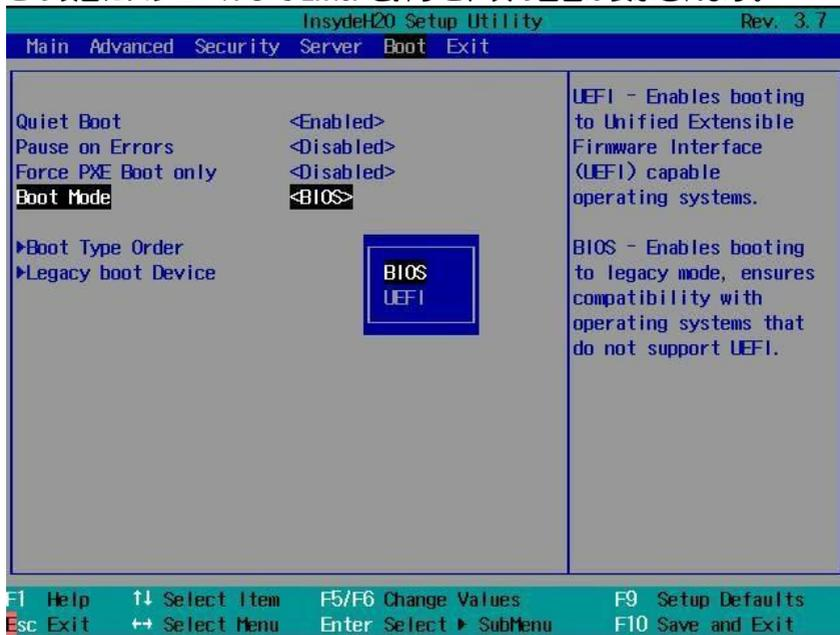 InsydeH20 Setup Utility Rev. 3.7
Main Advanced Security Server Boot Exit
Quiet Boot <Enabled>
Pause on Errors <Disabled>
Force PXE Boot only <Disabled>
Boot Mode <BIOS>
▶Boot Type Order
▶Legacy boot Device
BIOS
UEFI
UEFI - Enables booting
to Unified Extensible
Firmware Interface
(UEFI) capable
operating systems.
BIOS - Enables booting
to legacy mode, ensures
compatibility with
operating systems that
do not support UEFI.
F1 Help ↑↓ Select Item F5/F6 Change Values F9 Setup Defaults
Esc Exit ↔ Select Menu Enter Select ▶ SubMenu F10 Save and Exit